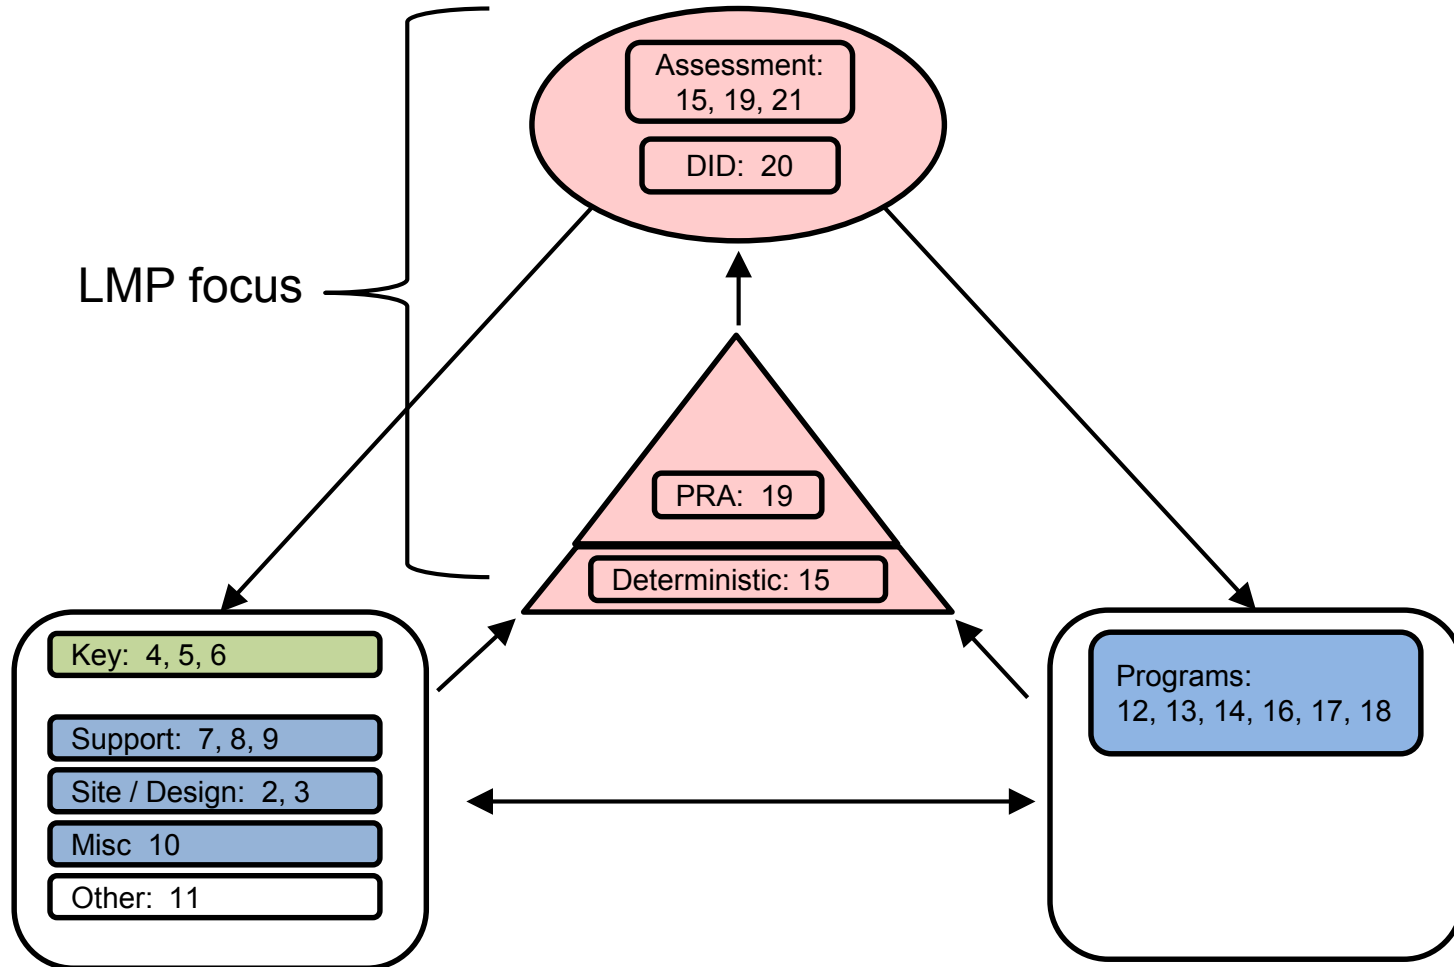 Assessment:
15, 19, 21
DID: 20
LMP focus
PRA: 19
Deterministic: 15
Key: 4, 5, 6
Support: 7, 8, 9
Site / Design: 2, 3
Misc 10
Other: 11
Programs:
12, 13, 14, 16, 17, 18